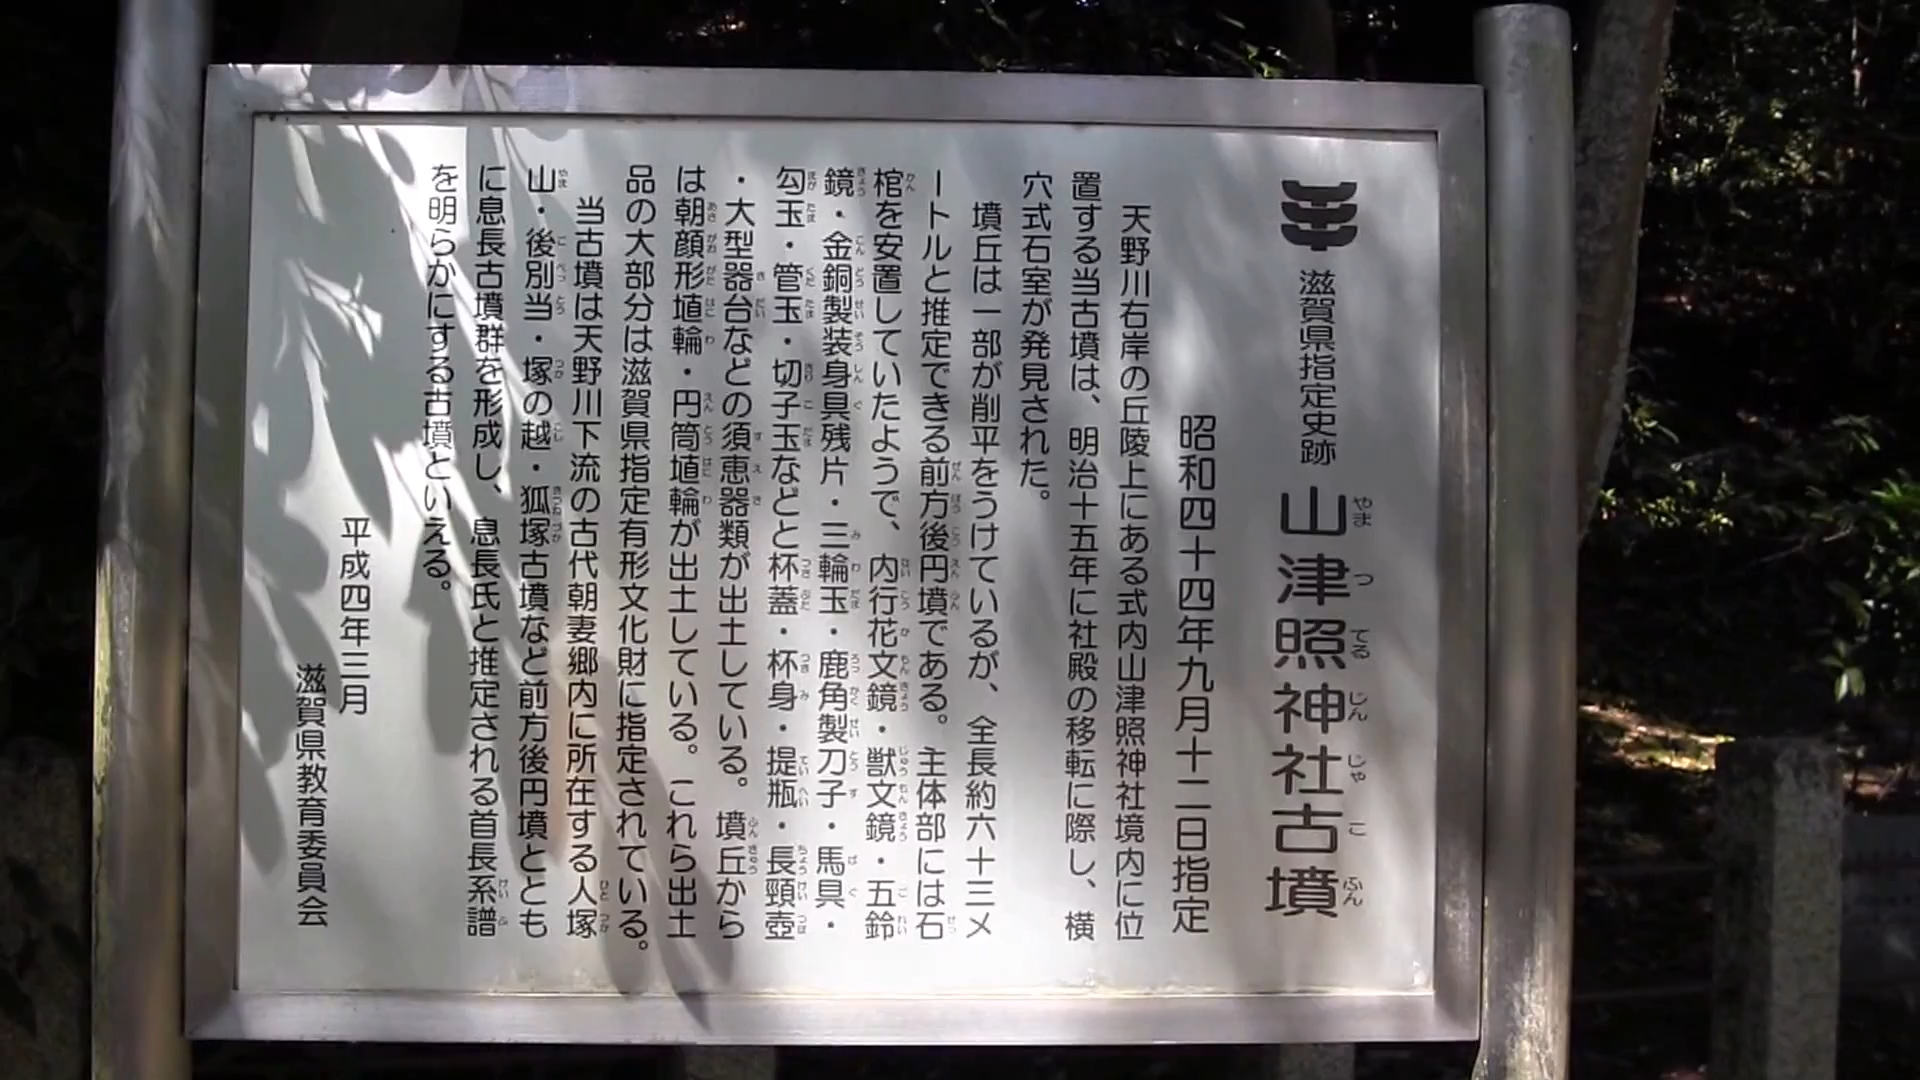 滋賀県指定史跡 山津照神社古墳
昭和四十四年九月十二日指定
天野川右岸の丘陵上にある式内山津照神社境内に位
置する当古墳は、明治十五年に社殿の移転に際し、横
穴式石室が発見された。
墳丘は一部が削平をうけているが、全長約六十三メ
ートルと推定できる前方後円墳である。主体部には石
棺を安置していたようで、内行花文鏡・獣文鏡・五鈴
鏡・金銅製装身具残片・三輪玉・鹿角製刀子・馬具・
勾玉・管玉・切子玉などと杯蓋・杯身・提瓶・長頸壺
・大型器台などの須恵器類が出土している。墳丘から
は朝顔形埴輪・円筒埴輪が出土している。これら出土
品の大部分は滋賀県指定有形文化財に指定されている。
当古墳は天野川下流の古代朝妻郷内に所在する人塚
山・後別当・塚の越・狐塚古墳など前方後円墳ととも
に息長古墳群を形成し、息長氏と推定される首長系譜
を明らかにする古墳といえる。
平成四年三月
滋賀県教育委員会